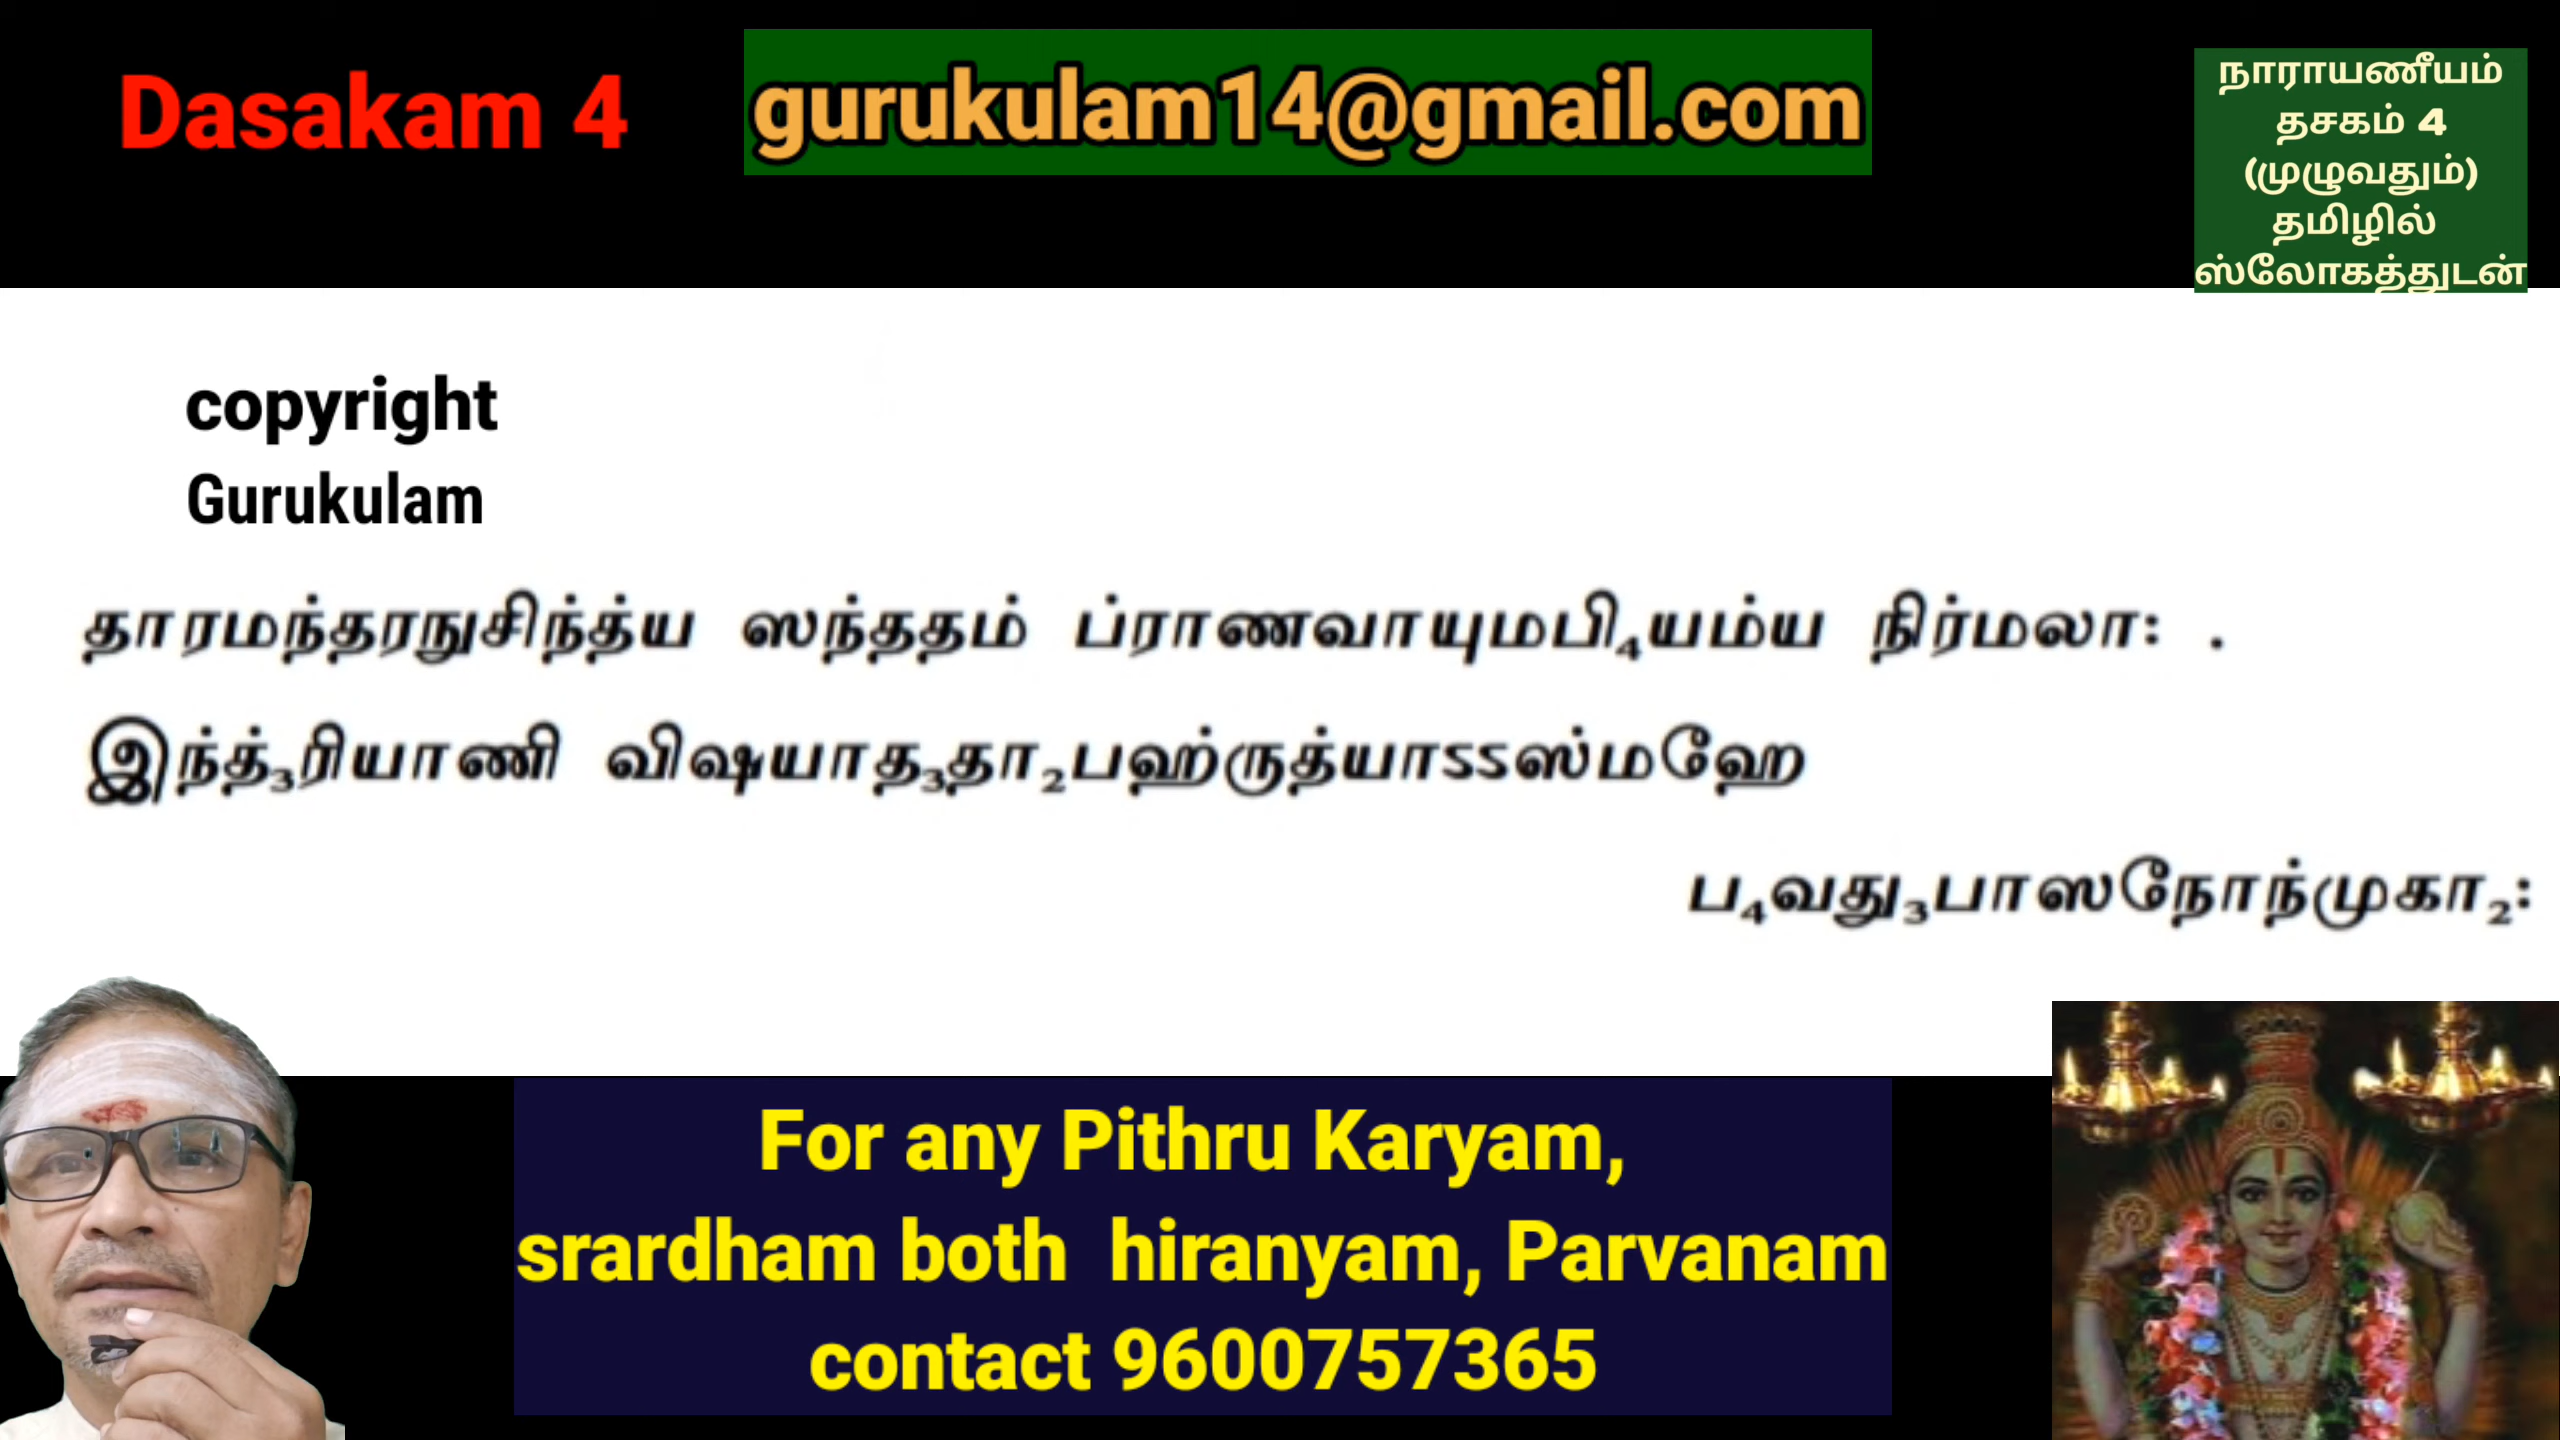 Dasakam 4
gurukulam14@gmail.com
நாராயணீயம்
தசகம் 4
(முழுவதும்)
தமிழில்
ஸ்லோகத்துடன்
copyright
Gurukulam
தாரமந்தரநுசிந்த்ய ஸந்ததம் ப்ராணவாயுமபி₄யம்ய நிர்மலா: .
இந்த்₃ரியாணி விஷயாத₃தா₂பஹ்ருத்யாSSஸ்மஹே
ப₄வது₃பாஸநோந்முகா₂:
For any Pithru Karyam,
srardham both hiranyam, Parvanam
contact 9600757365